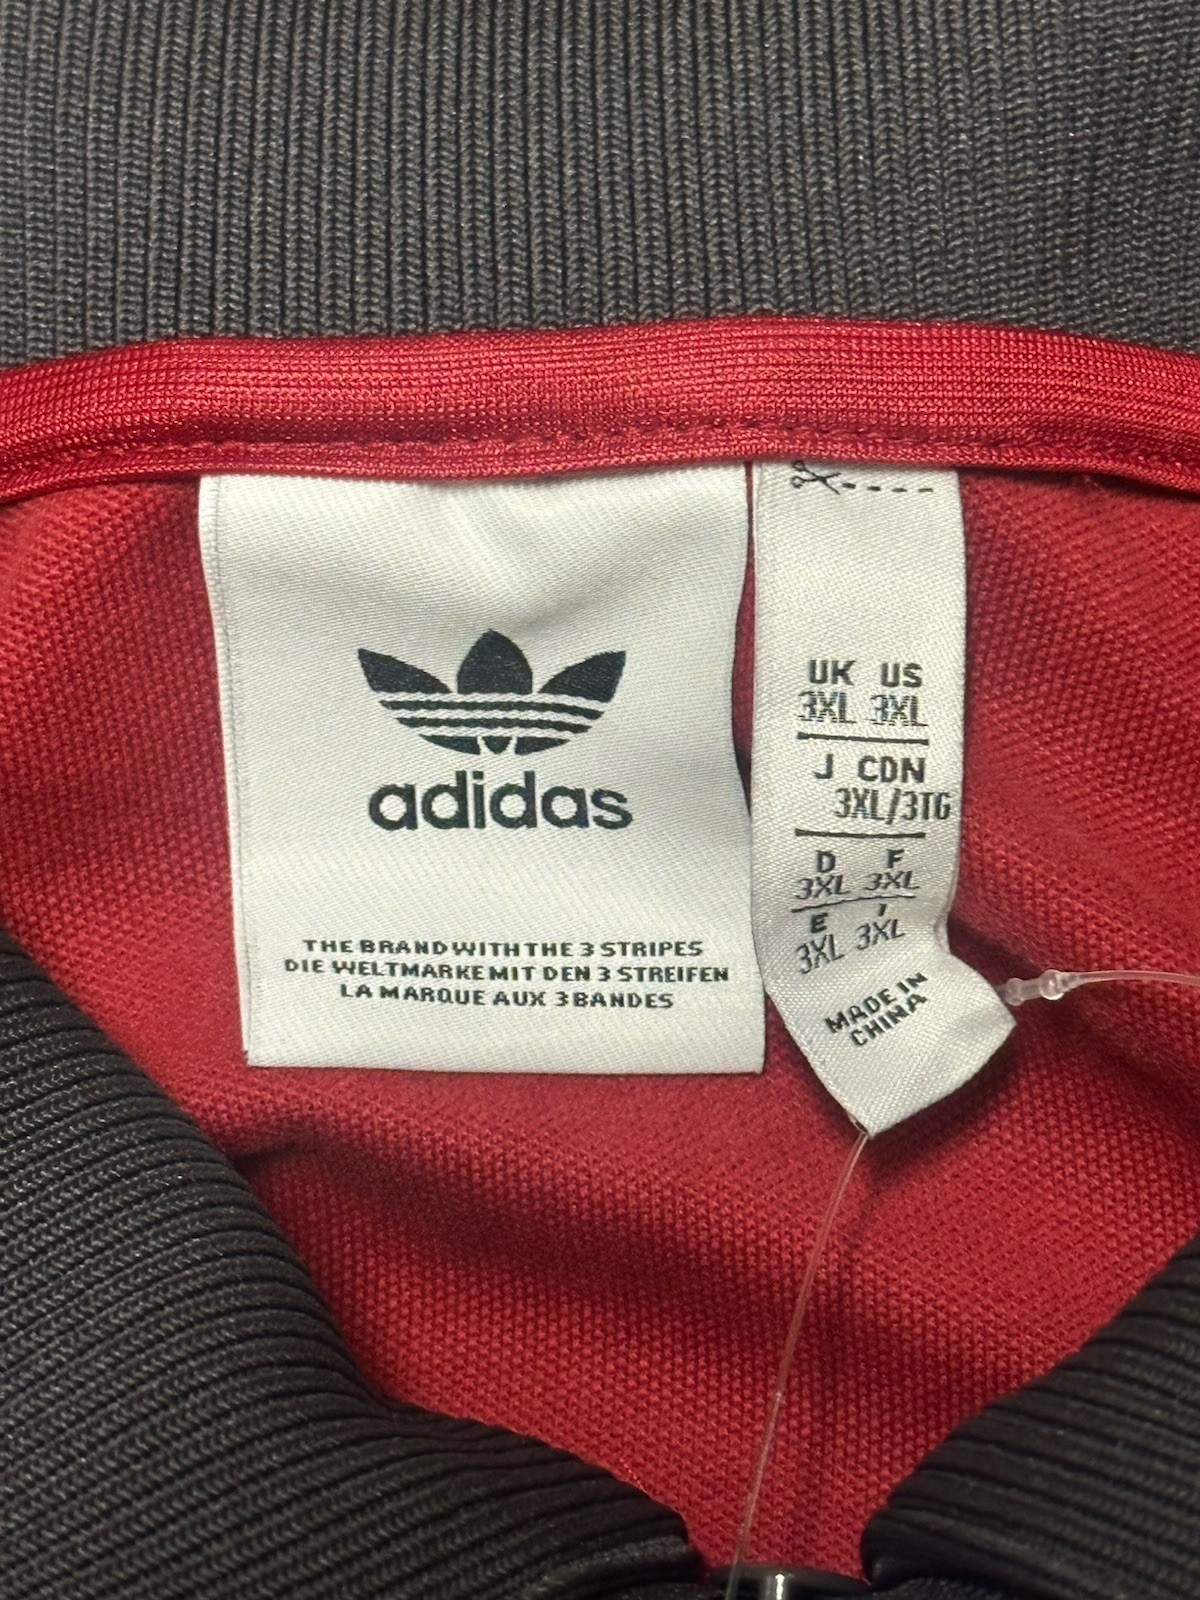 adidas
THE BRAND WITH THE 3 STRIPES
DIE WELTMARKE MIT DEN 3 STREIFEN
LA MARQUE AUX 3 BANDES
UK US
3XL 3XL
J CDN
3XL/3TG
D F
3XL 3XL
E I
3XL 3XL
MADE IN
CHINA